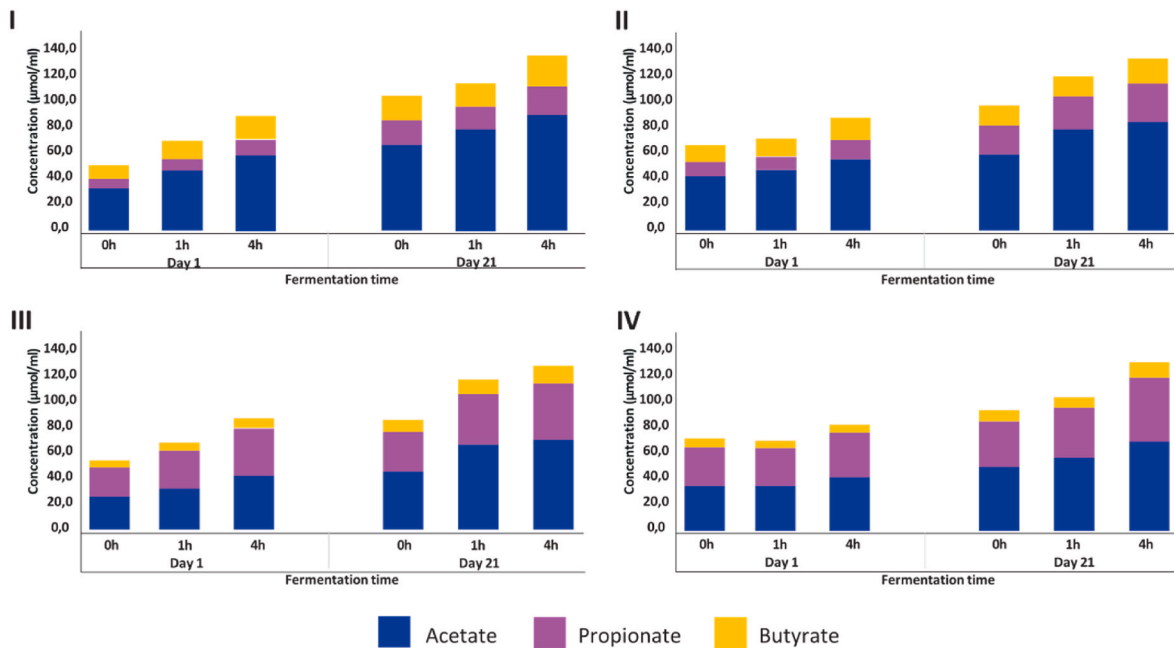 I
Concentration (µmol/ml)
140,0
120,0
100,0
80,0
60,0
40,0
20,0
0,0
0h 1h 4h 0h 1h 4h
Day 1 Day 21
Fermentation time
II
Concentration (µmol/ml)
140,0
120,0
100,0
80,0
60,0
40,0
20,0
0,0
0h 1h 4h 0h 1h 4h
Day 1 Day 21
Fermentation time
III
Concentration (µmol/ml)
140,0
120,0
100,0
80,0
60,0
40,0
20,0
0,0
0h 1h 4h 0h 1h 4h
Day 1 Day 21
Fermentation time
IV
Concentration (µmol/ml)
140,0
120,0
100,0
80,0
60,0
40,0
20,0
0,0
0h 1h 4h 0h 1h 4h
Day 1 Day 21
Fermentation time
Acetate Propionate Butyrate